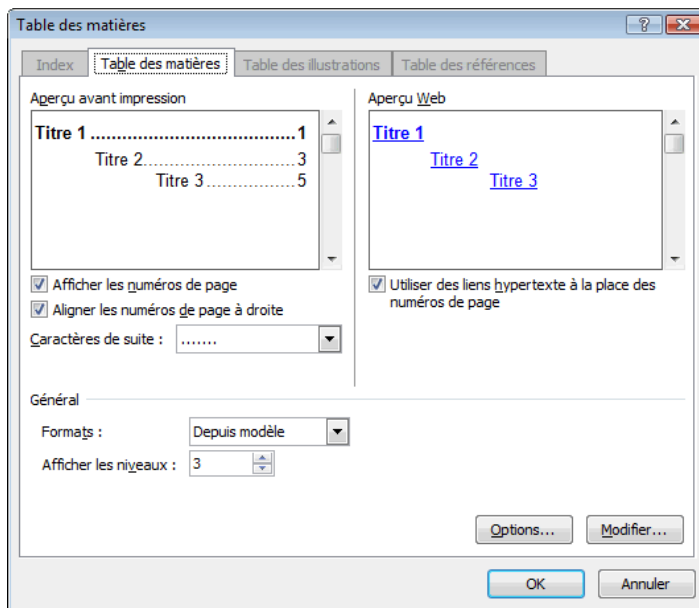 Table des matières
Index Table des matières Table des illustrations Table des références
Aperçu avant impression
Titre 1 ....................................... 1
Titre 2 ............................ 3
Titre 3 ................. 5
Aperçu Web
Titre 1
Titre 2
Titre 3
Afficher les numéros de page
Aligner les numéros de page à droite
Caractères de suite : .......
Utiliser des liens hypertexte à la place des
numéros de page
Général
Formats : Depuis modèle
Afficher les niveaux : 3
Options... Modifier...
OK Annuler